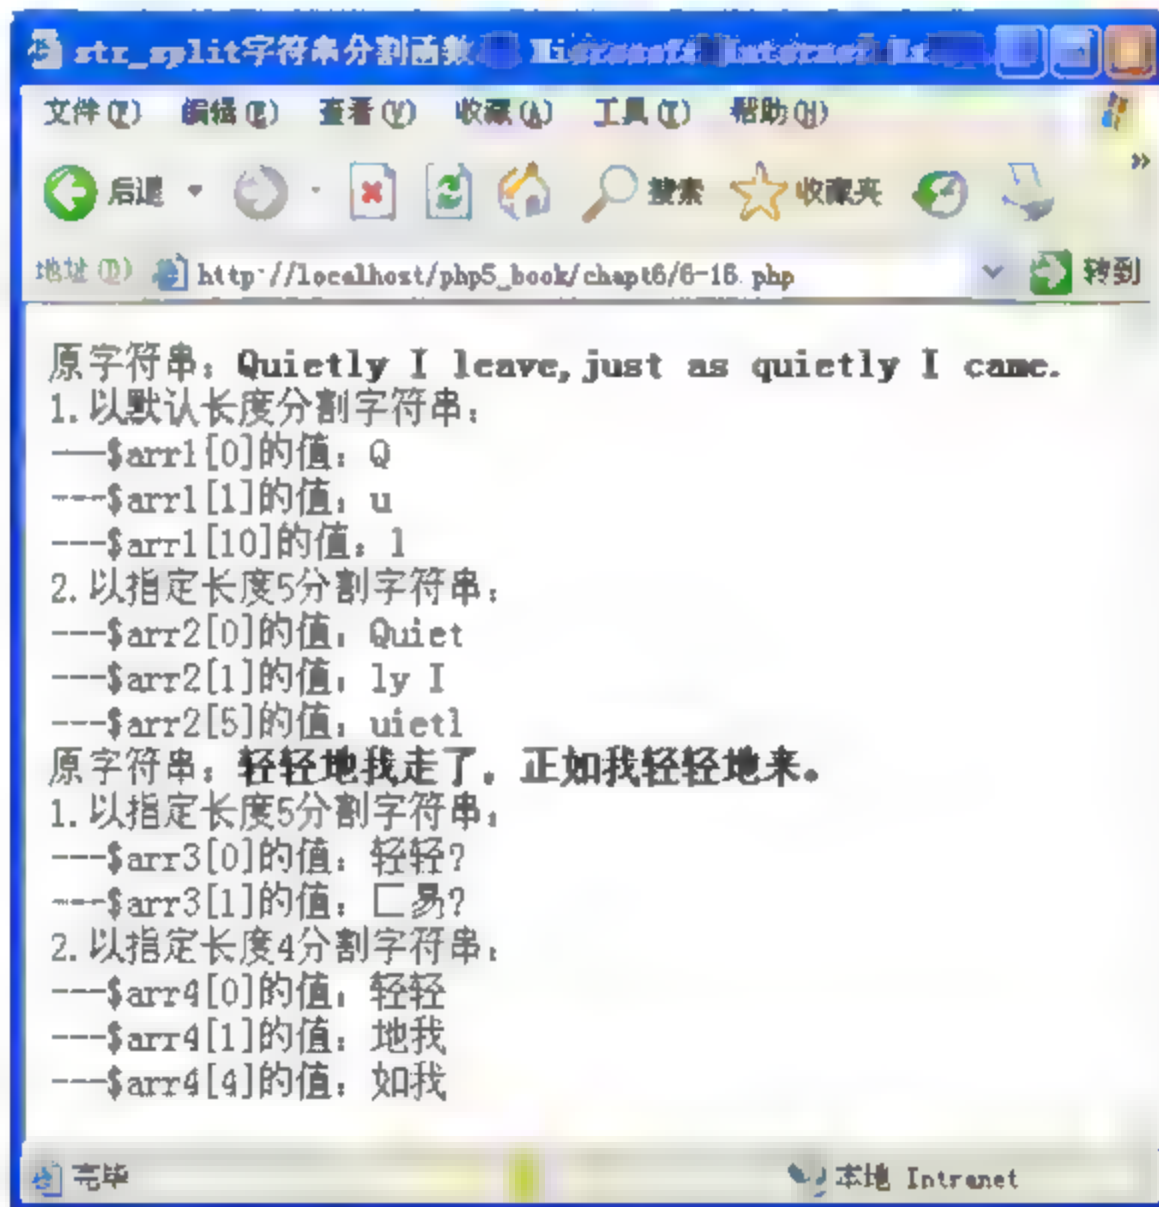 str_split字符串分割函数
文件(F) 编辑(E) 查看(V) 收藏(A) 工具(T) 帮助(H)
后退 搜索 收藏夹 »
地址(D) http://localhost/php5_book/chapt6/6-16.php 转到
原字符串：Quietly I leave,just as quietly I came.
1.以默认长度分割字符串：
---$arr1[0]的值：Q
---$arr1[1]的值：u
---$arr1[10]的值：l
2.以指定长度5分割字符串：
---$arr2[0]的值：Quiet
---$arr2[1]的值：ly I
---$arr2[5]的值：uietl
原字符串：轻轻地我走了，正如我轻轻地来。
1.以指定长度5分割字符串：
---$arr3[0]的值：轻轻?
---$arr3[1]的值：匚易?
2.以指定长度4分割字符串：
---$arr4[0]的值：轻轻
---$arr4[1]的值：地我
---$arr4[4]的值：如我
完毕 本地 Intranet